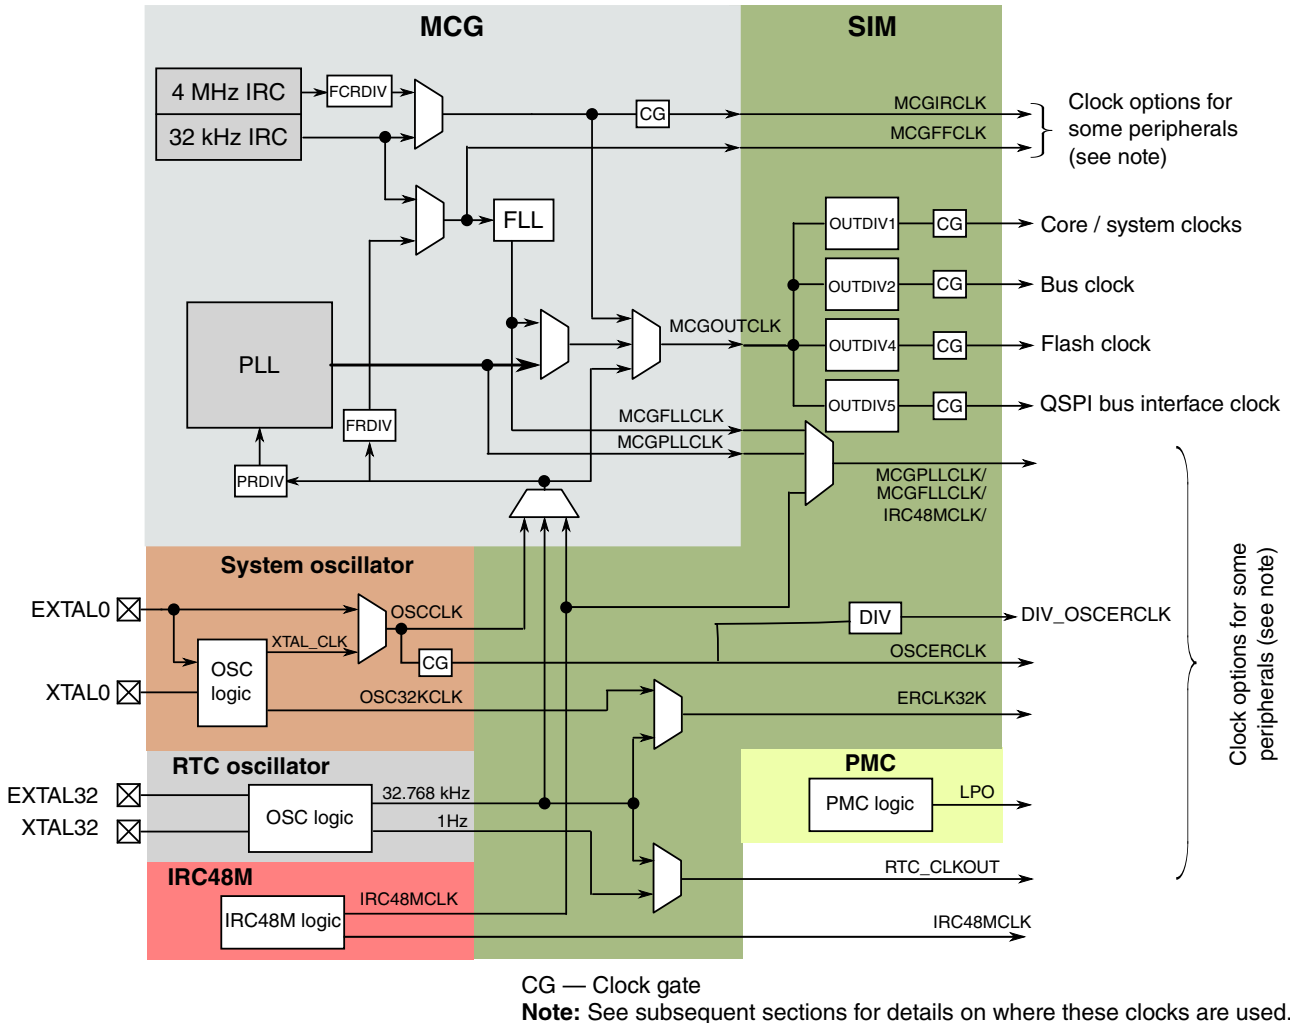 MCG
SIM
4 MHz IRC
FCRDIV
32 kHz IRC
CG
MCGIRCLK
MCGFFCLK
Clock options for
some peripherals
(see note)
FLL
OUTDIV1
CG
Core / system clocks
OUTDIV2
CG
Bus clock
PLL
MCGOUTCLK
OUTDIV4
CG
Flash clock
OUTDIV5
CG
QSPI bus interface clock
FRDIV
MCGFLLCLK
MCGPLLCLK
PRDIV
MCGPLLCLK/
MCGFLLCLK/
IRC48MCLK/
System oscillator
EXTAL0
OSCCLK
XTAL_CLK
OSC
logic
CG
XTAL0
OSC32KCLK
DIV
DIV_OSCERCLK
OSCERCLK
ERCLK32K
Clock options for some
peripherals (see note)
RTC oscillator
EXTAL32
XTAL32
OSC logic
32.768 kHz
1Hz
PMC
PMC logic
LPO
RTC_CLKOUT
IRC48M
IRC48M logic
IRC48MCLK
IRC48MCLK
CG — Clock gate
Note: See subsequent sections for details on where these clocks are used.